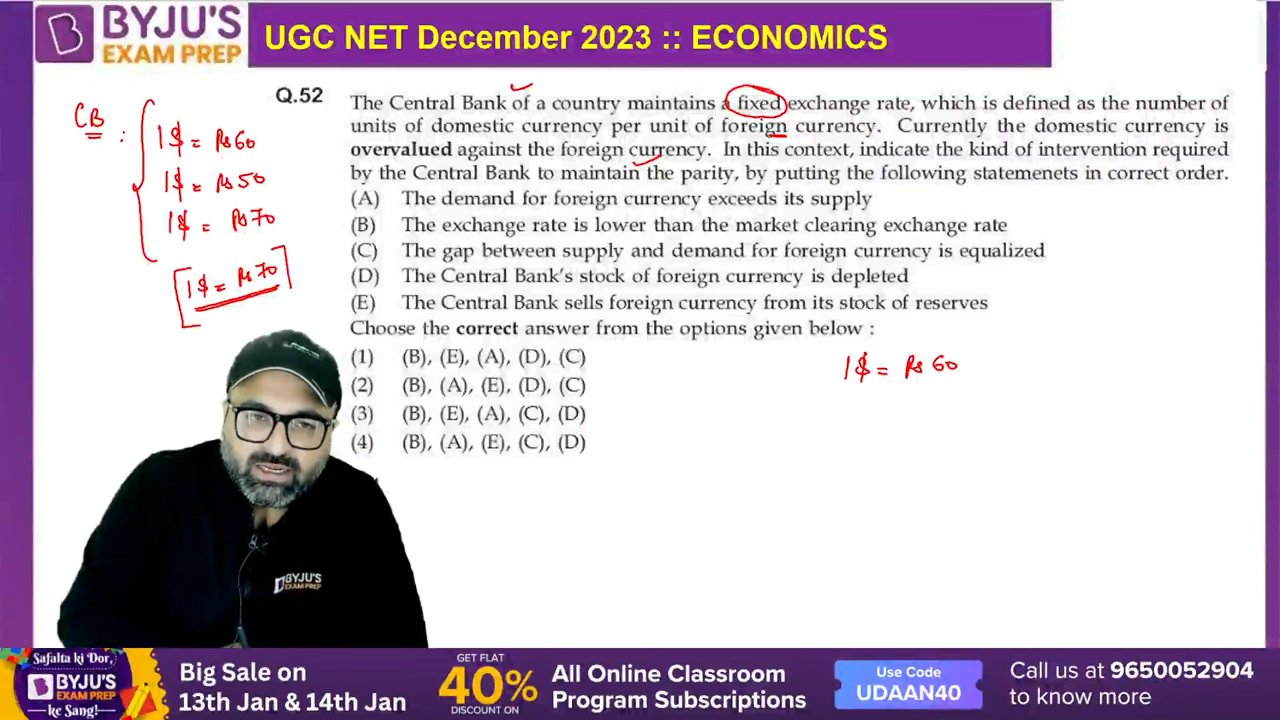 BYJU'S
EXAM PREP
UGC NET December 2023 :: ECONOMICS
Q.52
The Central Bank of a country maintains a fixed exchange rate, which is defined as the number of
units of domestic currency per unit of foreign currency. Currently the domestic currency is
overvalued against the foreign currency. In this context, indicate the kind of intervention required
by the Central Bank to maintain the parity, by putting the following statemenets in correct order.
(A) The demand for foreign currency exceeds its supply
(B) The exchange rate is lower than the market clearing exchange rate
(C) The gap between supply and demand for foreign currency is equalized
(D) The Central Bank's stock of foreign currency is depleted
(E) The Central Bank sells foreign currency from its stock of reserves
Choose the correct answer from the options given below :
(1) (B), (E), (A), (D), (C)
(2) (B), (A), (E), (D), (C)
(3) (B), (E), (A), (C), (D)
(4) (B), (A), (E), (C), (D)
CB :
1$ = Rs 60
1$ = Rs 50
1$ = Rs 70
[1$ = Rs 70]
1$ = Rs 60
BYJU'S
EXAM PREP
Safalta ki Dor,
BYJU'S
EXAM PREP
ke Sang!
Big Sale on
13th Jan & 14th Jan
GET FLAT
40%
DISCOUNT ON
All Online Classroom
Program Subscriptions
Use Code
UDAAN40
Call us at 9650052904
to know more